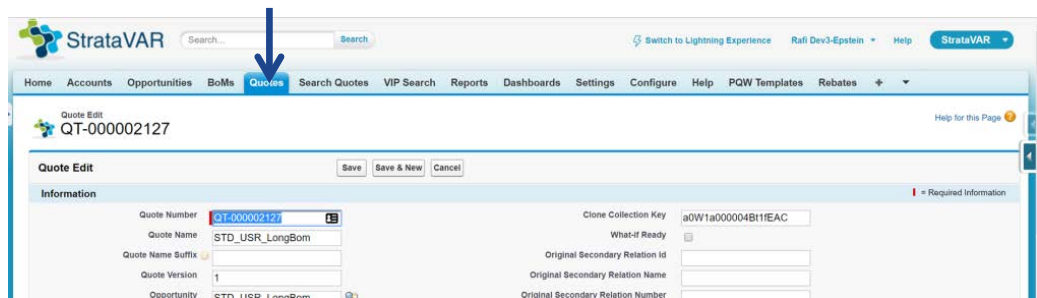 StrataVAR Search... Search Switch to Lightning Experience Rafi Dev3-Epstein Help StrataVAR
Home Accounts Opportunities BoMs Quotes Search Quotes VIP Search Reports Dashboards Settings Configure Help PQW Templates Rebates +
Quote Edit
QT-000002127
Help for this Page
Quote Edit Save Save & New Cancel
Information = Required Information
Quote Number QT-000002127 Clone Collection Key a0W1a000004Bt1fEAC
Quote Name STD_USR_LongBom What-if Ready
Quote Name Suffix Original Secondary Relation Id
Quote Version 1 Original Secondary Relation Name
Opportunity STD_USR_LongBom Original Secondary Relation Number